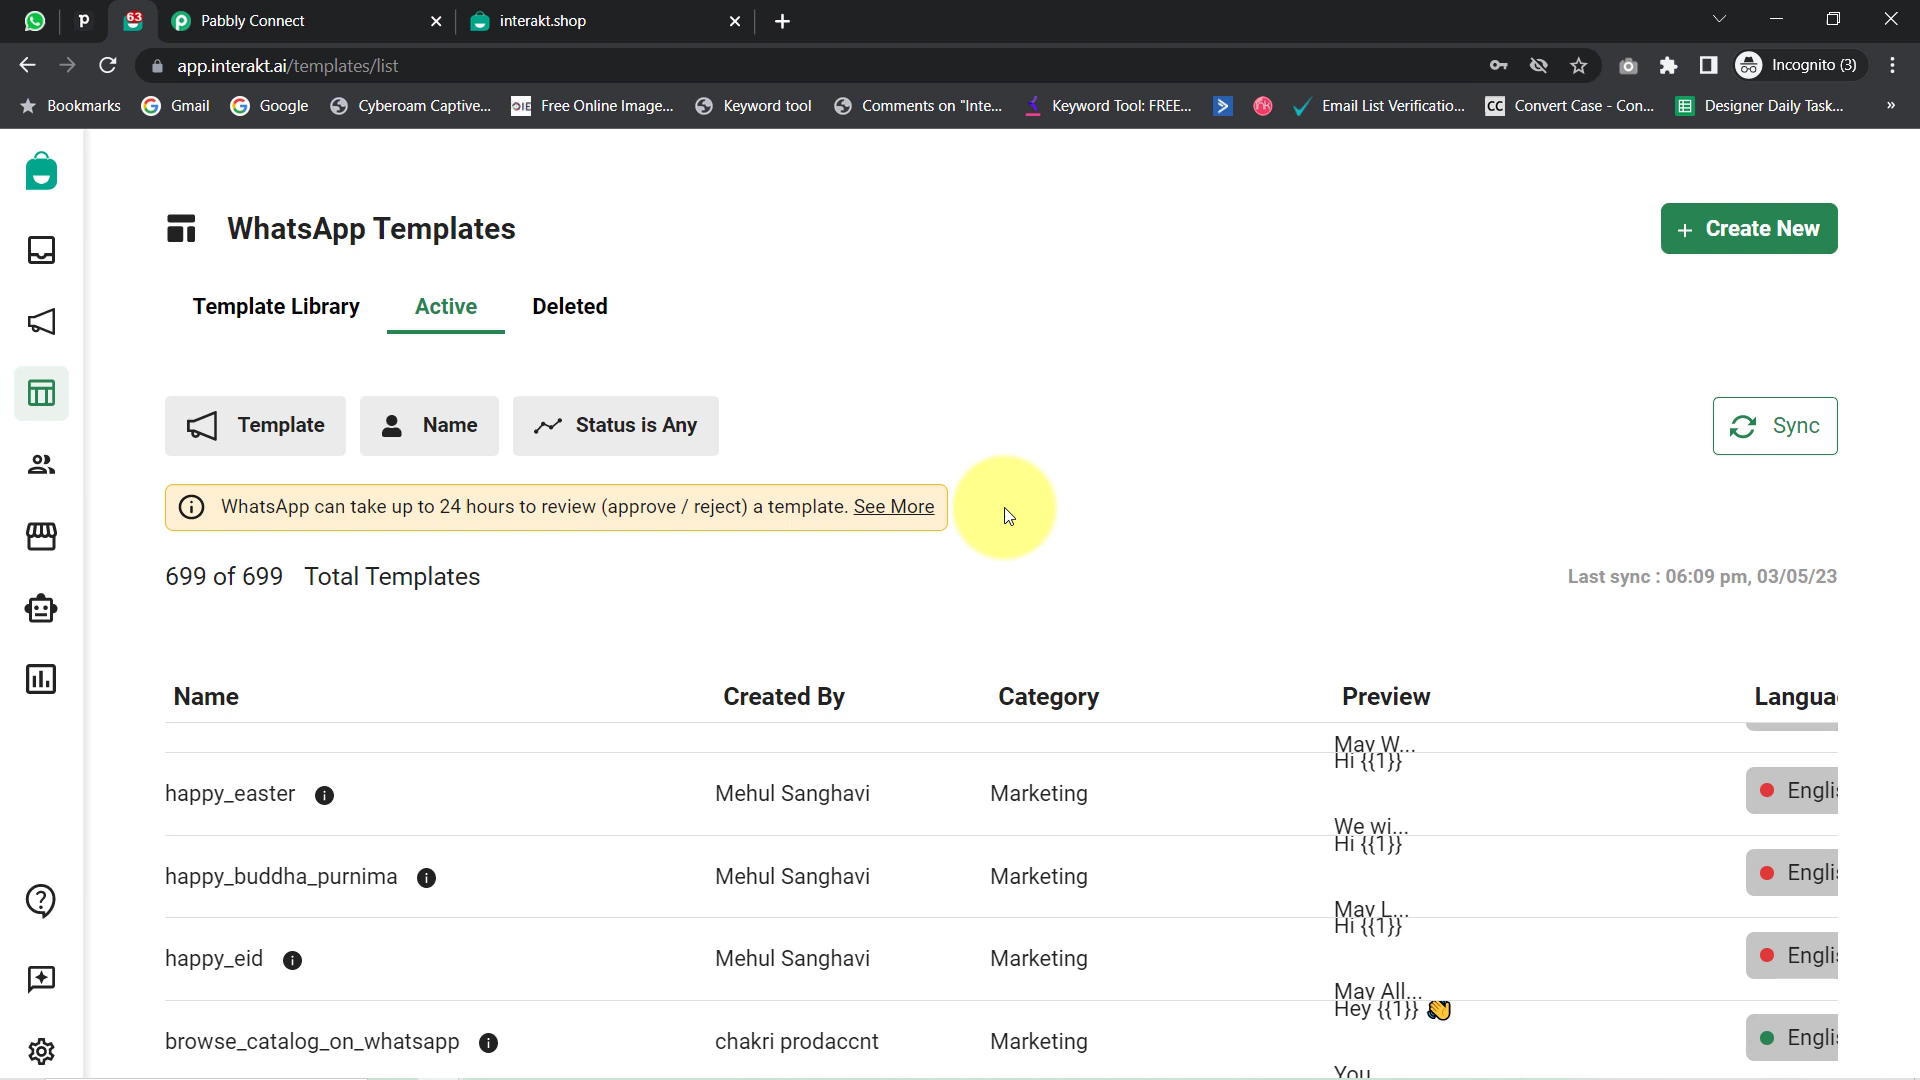 63
Pabbly Connect
interakt.shop
app.interakt.ai/templates/list
Incognito (3)
Bookmarks
Gmail
Google
Cyberoam Captive...
Free Online Image...
Keyword tool
Comments on "Inte...
Keyword Tool: FREE...
Email List Verificatio...
CC Convert Case - Con...
Designer Daily Task...
»
WhatsApp Templates
+ Create New
Template Library
Active
Deleted
Template
Name
Status is Any
Sync
WhatsApp can take up to 24 hours to review (approve / reject) a template. See More
699 of 699 Total Templates
Last sync : 06:09 pm, 03/05/23
Name Created By Category Preview Langua
May W...
Hi {{1}}
happy_easter Mehul Sanghavi Marketing Englis
We wi...
Hi {{1}}
happy_buddha_purnima Mehul Sanghavi Marketing Englis
May L...
Hi {{1}}
happy_eid Mehul Sanghavi Marketing Englis
May All...
Hey {{1}} 👋
browse_catalog_on_whatsapp chakri prodaccnt Marketing Englis
You